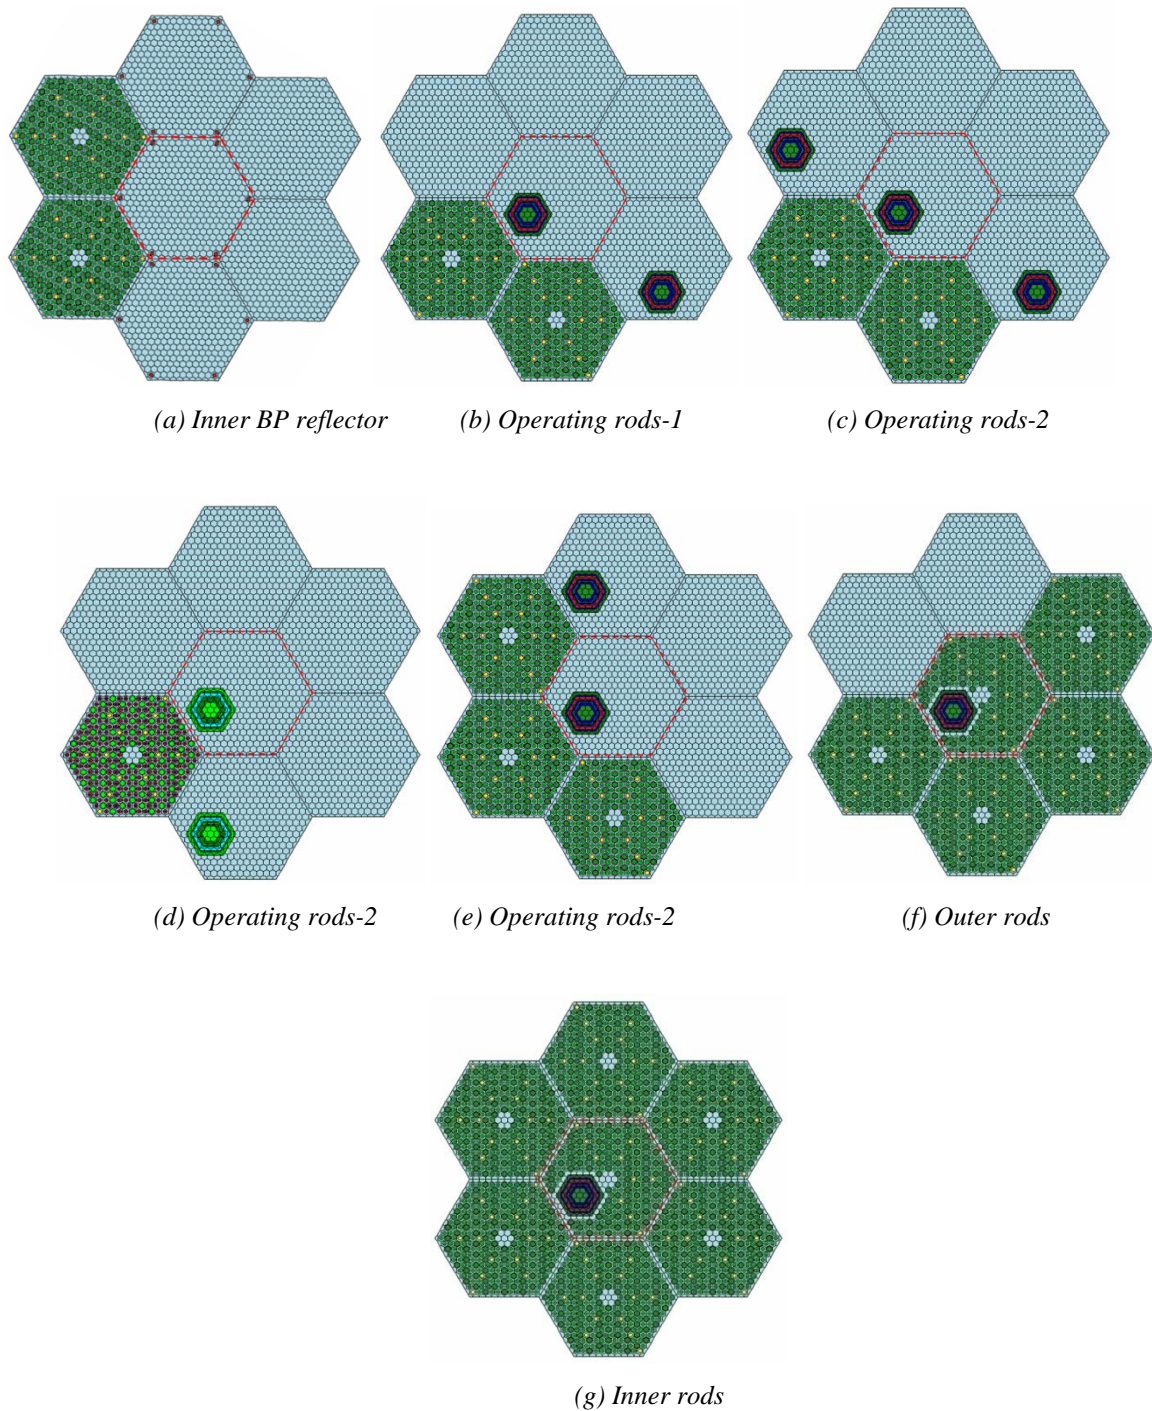 (a) Inner BP reflector
(b) Operating rods-1
(c) Operating rods-2
(d) Operating rods-2
(e) Operating rods-2
(f) Outer rods
(g) Inner rods